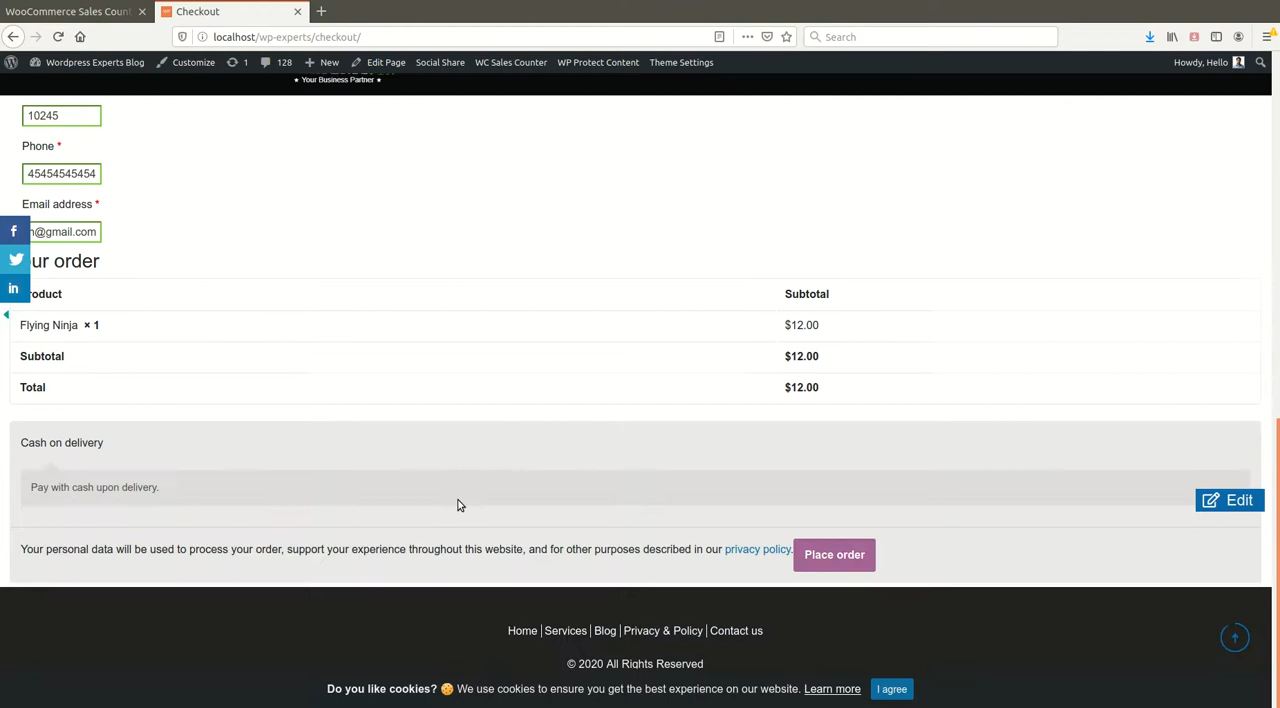 WooCommerce Sales Count
Checkout
localhost/wp-experts/checkout/
Search
Wordpress Experts Blog
Customize
1
128
New
Edit Page
Social Share
WC Sales Counter
WP Protect Content
Theme Settings
Howdy, Hello
★ Your Business Partner ★
10245
Phone *
45454545454
Email address *
@gmail.com
our order
roduct
Subtotal
Flying Ninja × 1
$12.00
Subtotal
$12.00
Total
$12.00
Cash on delivery
Pay with cash upon delivery.
Edit
Your personal data will be used to process your order, support your experience throughout this website, and for other purposes described in our privacy policy.
Place order
Home | Services | Blog | Privacy & Policy | Contact us
© 2020 All Rights Reserved
Do you like cookies? 🍪 We use cookies to ensure you get the best experience on our website. Learn more
I agree